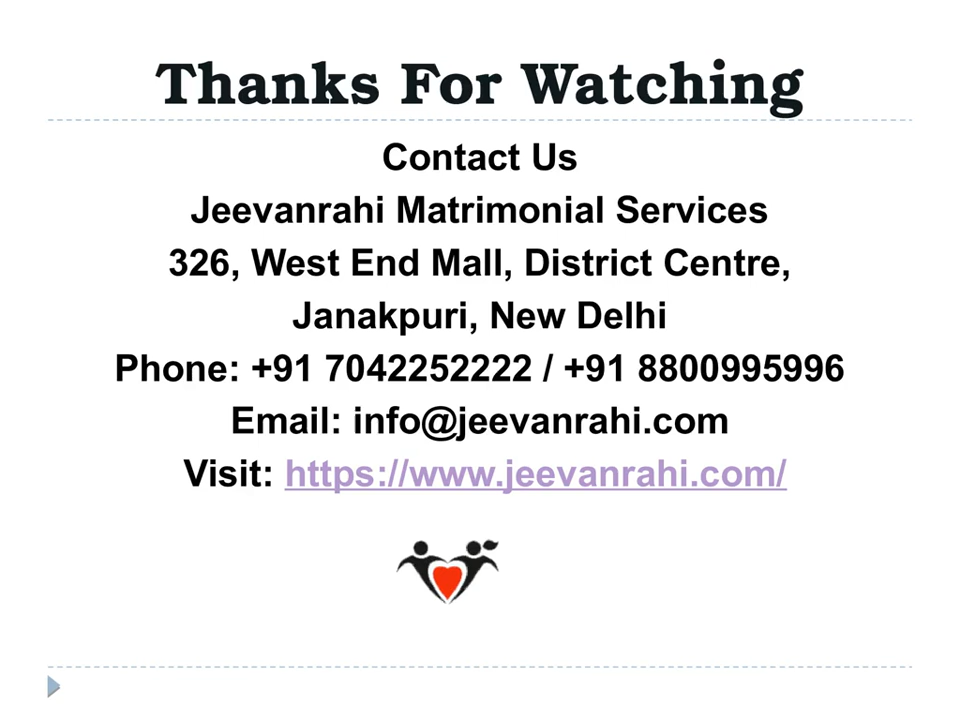 Thanks For Watching
Contact Us
Jeevanrahi Matrimonial Services
326, West End Mall, District Centre,
Janakpuri, New Delhi
Phone: +91 7042252222 / +91 8800995996
Email: info@jeevanrahi.com
Visit: https://www.jeevanrahi.com/